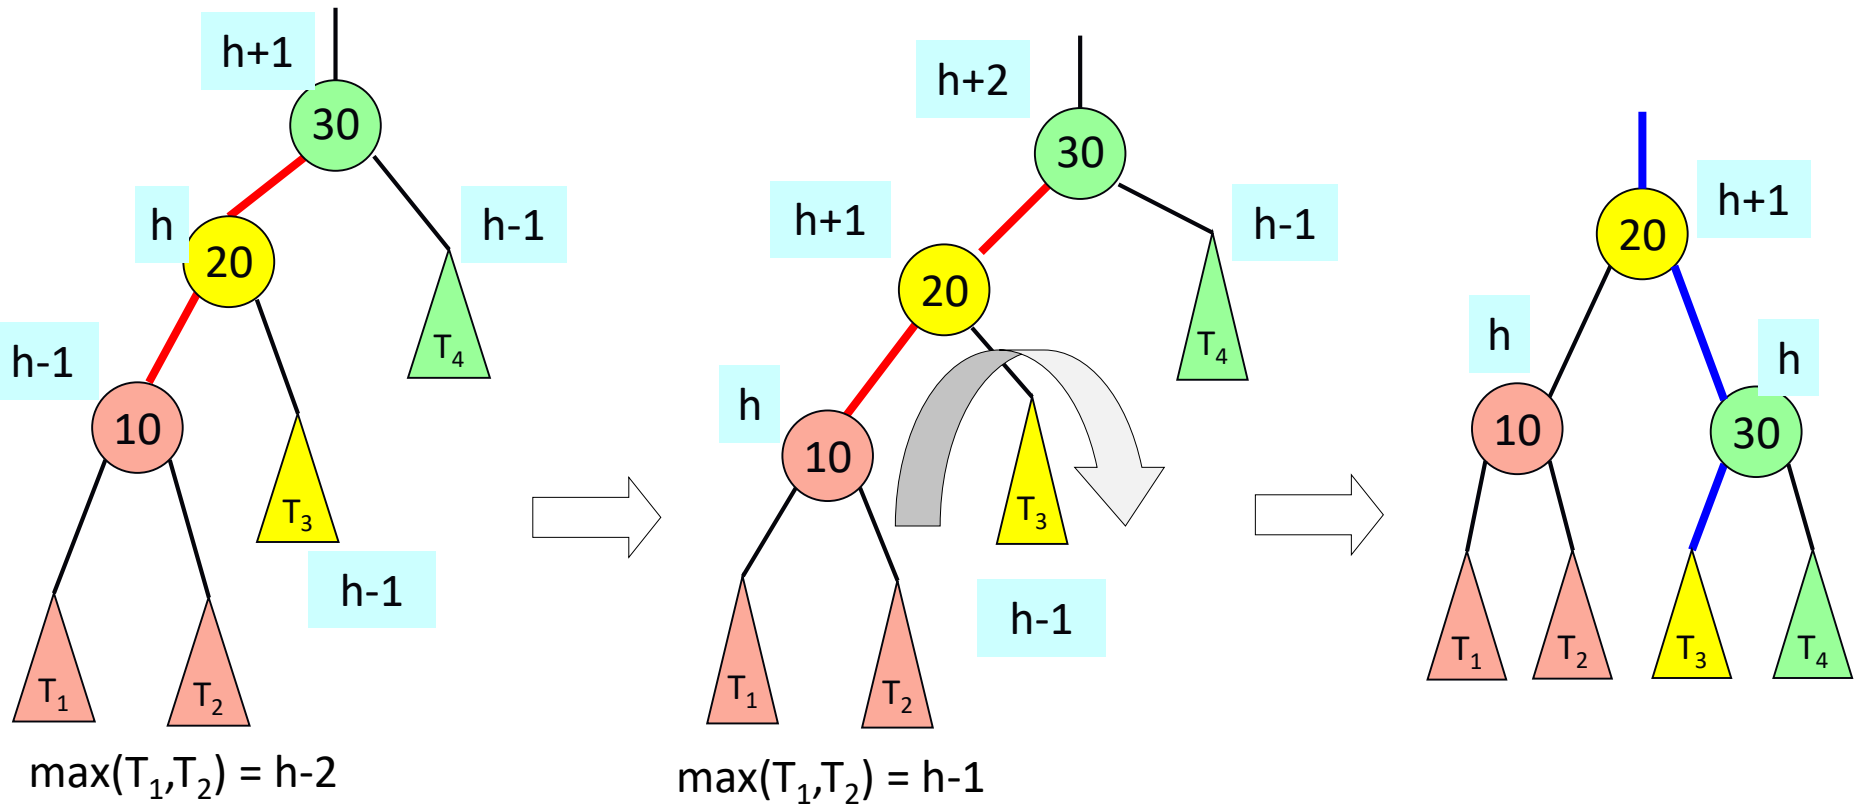 h+1
30
h
20
h-1
h-1
10
T₄
T₃
h-1
T₁
T₂
max(T₁,T₂) = h-2
h+2
30
h+1
20
h-1
h
10
T₄
T₃
h-1
T₁
T₂
max(T₁,T₂) = h-1
h+1
20
h
h
10
30
T₁
T₂
T₃
T₄